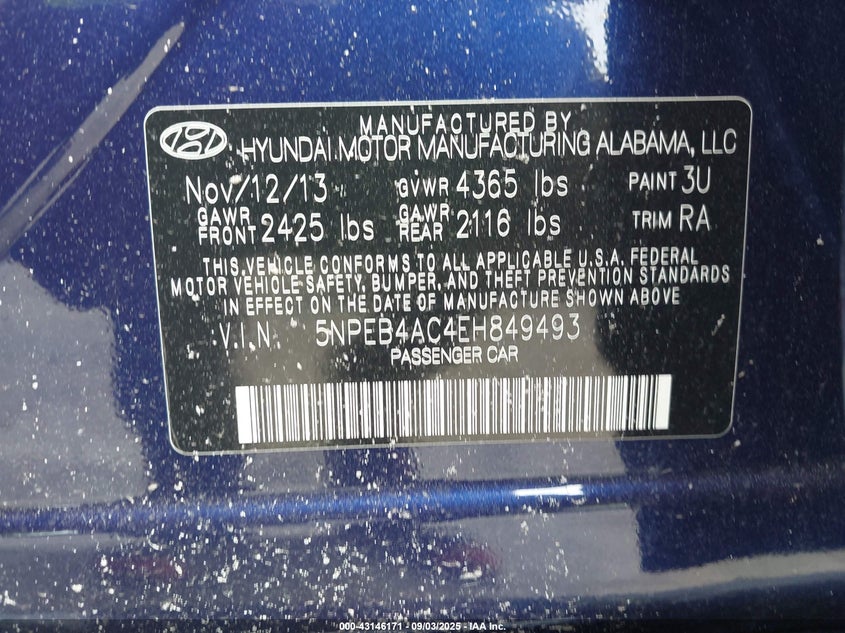 MANUFACTURED BY
HYUNDAI MOTOR MANUFACTURING ALABAMA, LLC
Nov/12/13 GVWR 4365 lbs PAINT 3U
GAWR FRONT 2425 lbs GAWR REAR 2116 lbs TRIM RA
THIS VEHICLE CONFORMS TO ALL APPLICABLE U.S.A. FEDERAL
MOTOR VEHICLE SAFETY, BUMPER, AND THEFT PREVENTION STANDARDS
IN EFFECT ON THE DATE OF MANUFACTURE SHOWN ABOVE
V.I.N. 5NPEB4AC4EH849493
PASSENGER CAR
000-43146171 - 09/03/2025 - IAA Inc.